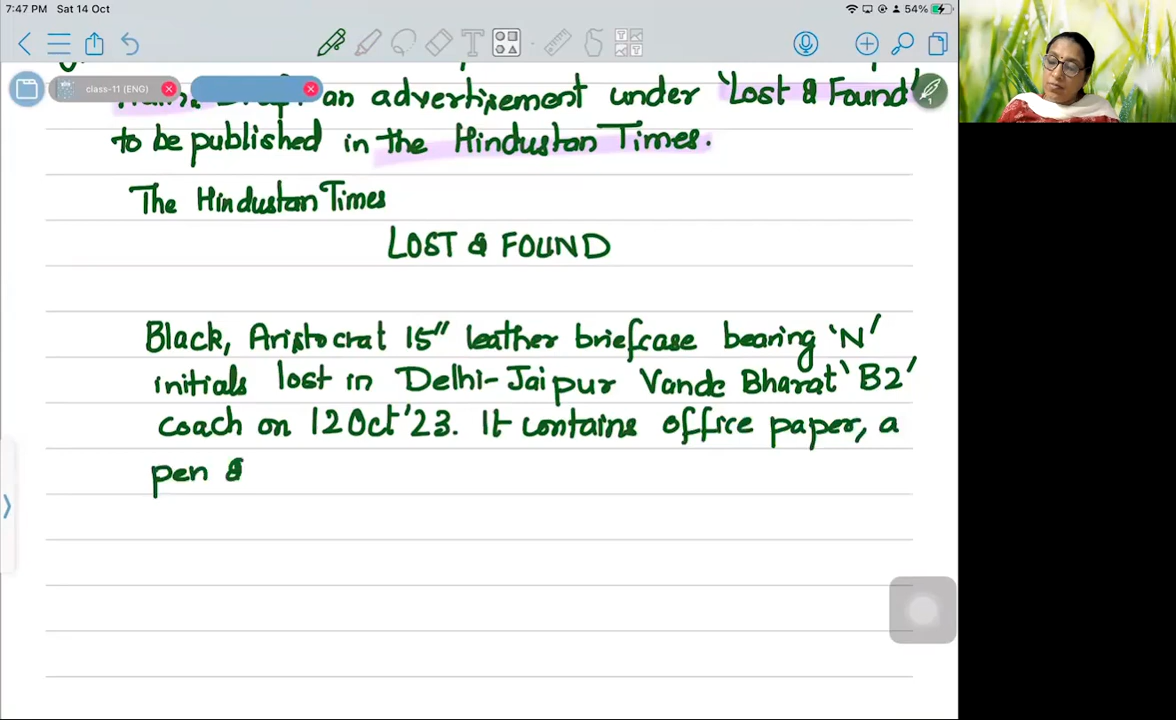 7:47 PM Sat 14 Oct
54%
class-11 (ENG)
an advertisement under 'Lost & Found'
to be published in the Hindustan Times.
The Hindustan Times
LOST & FOUND
Black, Aristocrat 15" leather briefcase bearing 'N'
initials lost in Delhi-Jaipur Vande Bharat 'B2'
coach on 12 Oct '23. It contains office paper, a
pen &